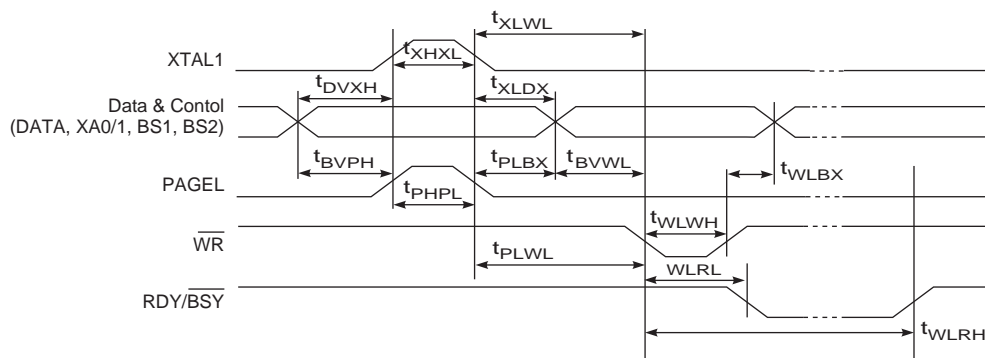 tXLWL
XTAL1
tXHXL
tDVXH
tXLDX
Data & Contol
(DATA, XA0/1, BS1, BS2)
tBVPH
tPLBX
tBVWL
tWLBX
PAGEL
tPHPL
tWLWH
WR
tPLWL
WLRL
RDY/BSY
tWLRH